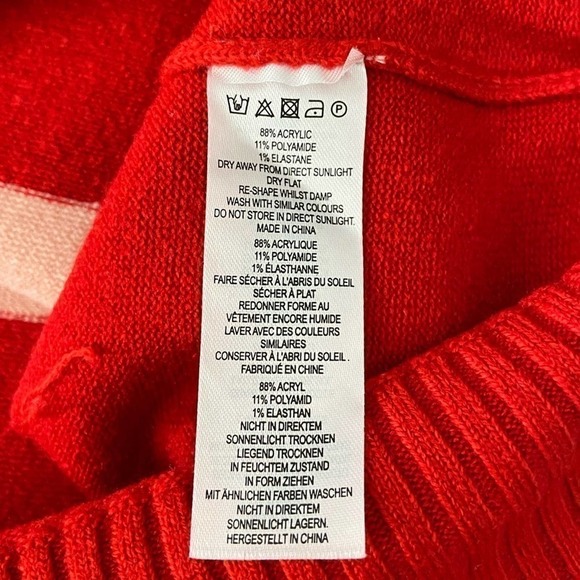 88% ACRYLIC
11% POLYAMIDE
1% ELASTANE
DRY AWAY FROM DIRECT SUNLIGHT
DRY FLAT
RE-SHAPE WHILST DAMP
WASH WITH SIMILAR COLOURS
DO NOT STORE IN DIRECT SUNLIGHT.
MADE IN CHINA
88% ACRYLIQUE
11% POLYAMIDE
1% ÉLASTHANNE
FAIRE SÉCHER À L'ABRIS DU SOLEIL
SÉCHER À PLAT
REDONNER FORME AU
VÊTEMENT ENCORE HUMIDE
LAVER AVEC DES COULEURS
SIMILAIRES
CONSERVER À L'ABRI DU SOLEIL .
FABRIQUÉ EN CHINE
88% ACRYL
11% POLYAMID
1% ELASTHAN
NICHT IN DIREKTEM
SONNENLICHT TROCKNEN
LIEGEND TROCKNEN
IN FEUCHTEM ZUSTAND
IN FORM ZIEHEN
MIT ÄHNLICHEN FARBEN WASCHEN
NICHT IN DIREKTEM
SONNENLICHT LAGERN.
HERGESTELLT IN CHINA